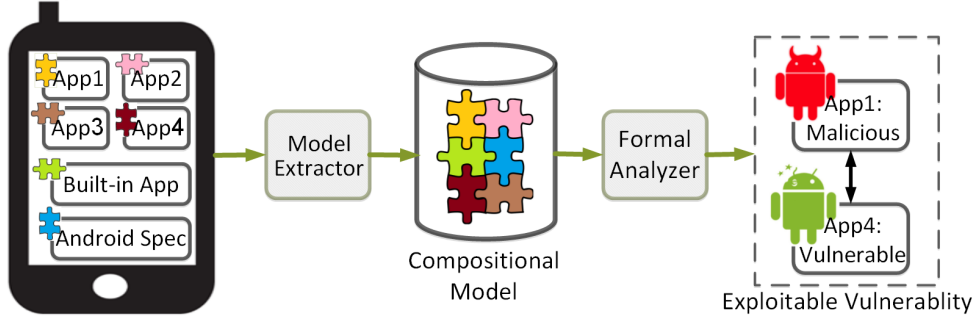 App1
App2
App3
App4
Built-in App
Android Spec
Model
Extractor
Compositional
Model
Formal
Analyzer
App1:
Malicious
$
App4:
Vulnerable
Exploitable Vulnerablity